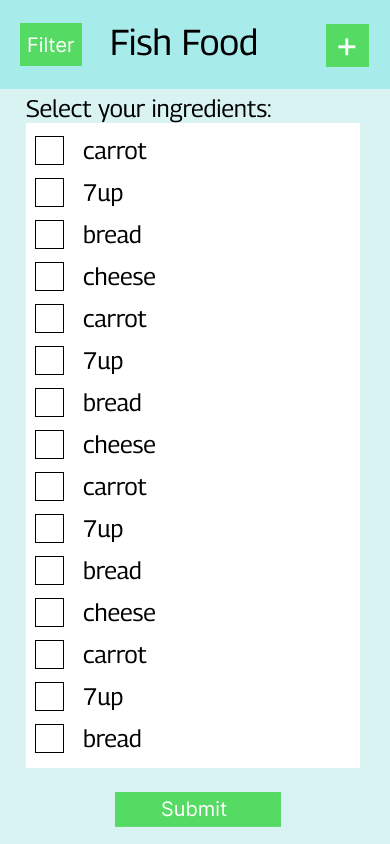 Filter Fish Food +
Select your ingredients:
carrot
7up
bread
cheese
carrot
7up
bread
cheese
carrot
7up
bread
cheese
carrot
7up
bread
Submit